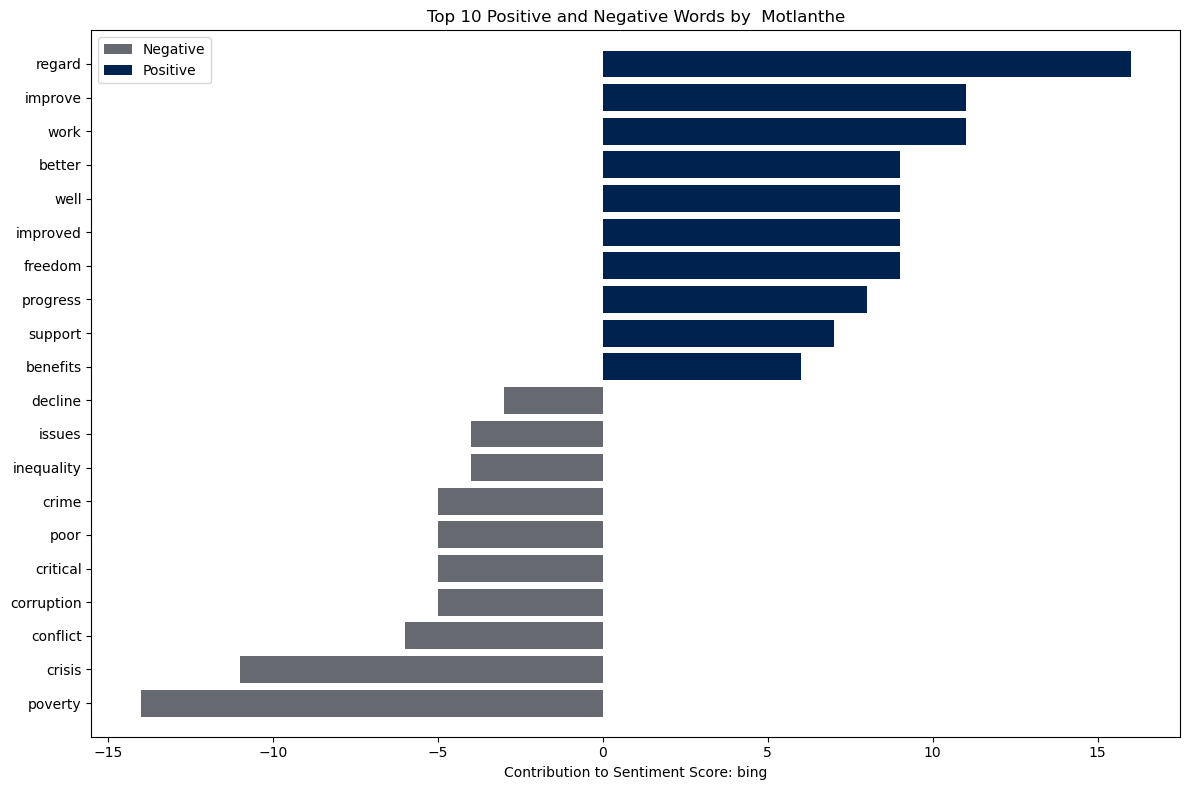 Top 10 Positive and Negative Words by  Motlanthe
Negative
Positive
regard
improve
work
better
well
improved
freedom
progress
support
benefits
decline
issues
inequality
crime
poor
critical
corruption
conflict
crisis
poverty
−15 −10 −5 0 5 10 15
Contribution to Sentiment Score: bing